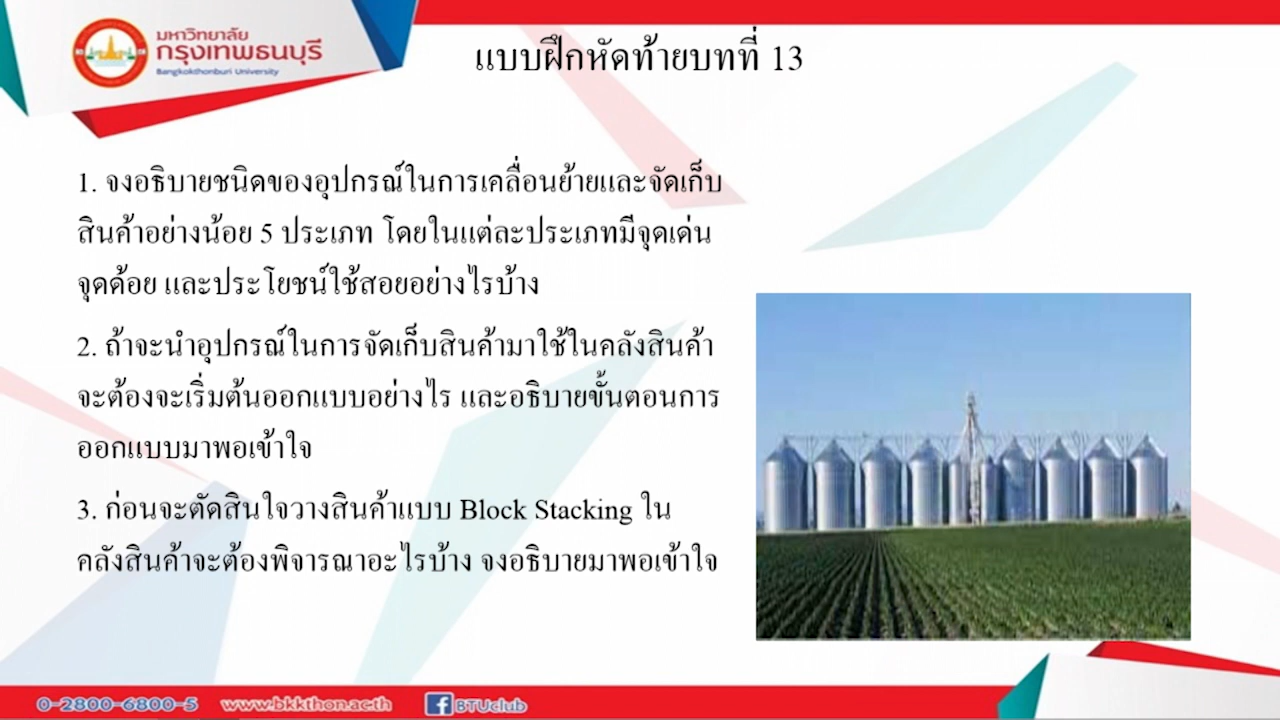 มหาวิทยาลัย
กรุงเทพธนบุรี
Bangkokthonburi University
แบบฝึกหัดท้ายบทที่ 13
1. จงอธิบายชนิดของอุปกรณ์ในการเคลื่อนย้ายและจัดเก็บ
สินค้าอย่างน้อย 5 ประเภท โดยในแต่ละประเภทมีจุดเด่น
จุดด้อย และประโยชน์ใช้สอยอย่างไรบ้าง
2. ถ้าจะนำอุปกรณ์ในการจัดเก็บสินค้ามาใช้ในคลังสินค้า
จะต้องจะเริ่มต้นออกแบบอย่างไร และอธิบายขั้นตอนการ
ออกแบบมาพอเข้าใจ
3. ก่อนจะตัดสินใจวางสินค้าแบบ Block Stacking ใน
คลังสินค้าจะต้องพิจารณาอะไรบ้าง จงอธิบายมาพอเข้าใจ
0-2800-6800-5 www.bkkthon.ac.th f BTUclub